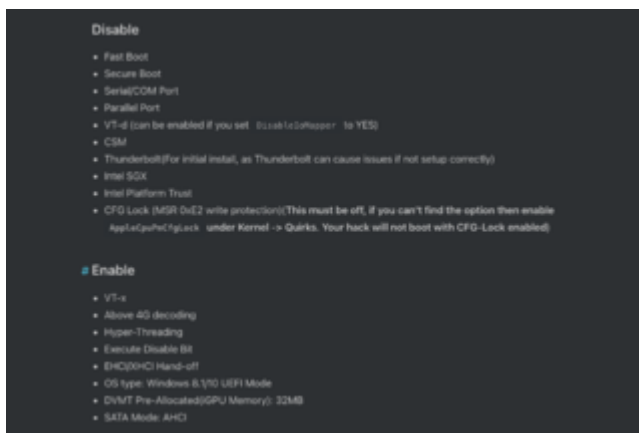 Disable
• Fast Boot
• Secure Boot
• Serial/COM Port
• Parallel Port
• VT-d (can be enabled if you set DisableIoMapper to YES)
• CSM
• Thunderbolt(For initial install, as Thunderbolt can cause issues if not setup correctly)
• Intel SGX
• Intel Platform Trust
• CFG Lock (MSR 0xE2 write protection)(This must be off, if you can't find the option then enable
AppleCpuPmCfgLock under Kernel -> Quirks. Your hack will not boot with CFG-Lock enabled)
# Enable
• VT-x
• Above 4G decoding
• Hyper-Threading
• Execute Disable Bit
• EHCI/XHCI Hand-off
• OS type: Windows 8.1/10 UEFI Mode
• DVMT Pre-Allocated(iGPU Memory): 32MB
• SATA Mode: AHCI